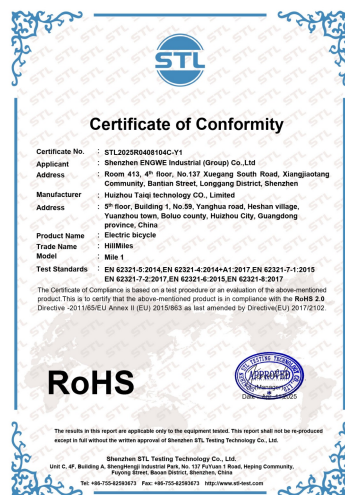 STL
Certificate of Conformity
Certificate No. : STL2025R0408104C-Y1
Applicant : Shenzhen ENGWE Industrial (Group) Co.,Ltd
Address : Room 413, 4th floor, No.137 Xuegang South Road, Xiangjiaotang
Community, Bantian Street, Longgang District, Shenzhen
Manufacturer : Huizhou Taiqi technology CO., Limited
Address : 5th floor, Building 1, No.59, Yanghua road, Heshan village,
Yuanzhou town, Boluo county, Huizhou City, Guangdong
province, China
Product Name : Electric bicycle
Trade Name : HillMiles
Model : Mile 1
Test Standards : EN 62321-5:2014,EN 62321-4:2014+A1:2017,EN 62321-7-1:2015
EN 62321-7-2:2017,EN 62321-6:2015,EN 62321-8:2017
The Certificate of Compliance is based on a test procedure or an evaluation of the above-mentioned
product.This is to certify that the above-mentioned product is in compliance with the RoHS 2.0
Directive -2011/65/EU Annex II (EU) 2015/863 as last amended by Directive(EU) 2017/2102.
RoHS
STL TESTING TECHNOLOGY
APPROVED
Manager
2025
The results in this report are applicable only to the equipment tested. This report shall not be re-produced
except in full without the written approval of Shenzhen STL Testing Technology Co., Ltd.
Shenzhen STL Testing Technology Co., Ltd.
Unit C, 4F, Building A, ShengHengji Industrial Park, No. 137 FuYuan 1 Road, Heping Community,
Fuyong Street, Baoan District, Shenzhen, China
Tel: +86-755-82593673 Fax: +86-755-82593673 http://www.stl-test.com